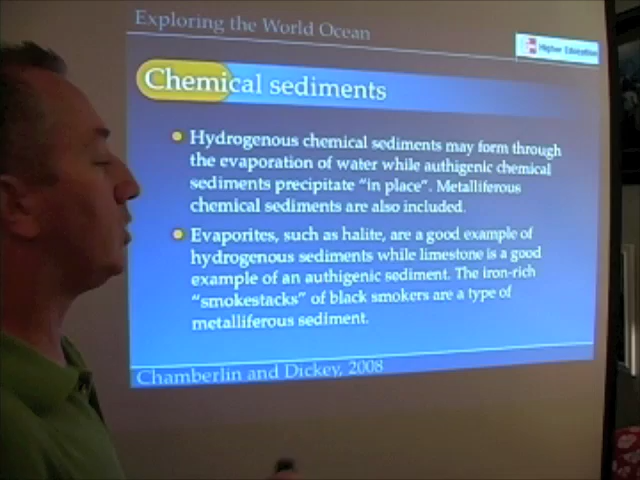 Exploring the World Ocean
Higher Education
Chemical sediments
Hydrogenous chemical sediments may form through
the evaporation of water while authigenic chemical
sediments precipitate "in place". Metalliferous
chemical sediments are also included.
Evaporites, such as halite, are a good example of
hydrogenous sediments while limestone is a good
example of an authigenic sediment. The iron-rich
"smokestacks" of black smokers are a type of
metalliferous sediment.
Chamberlin and Dickey, 2008